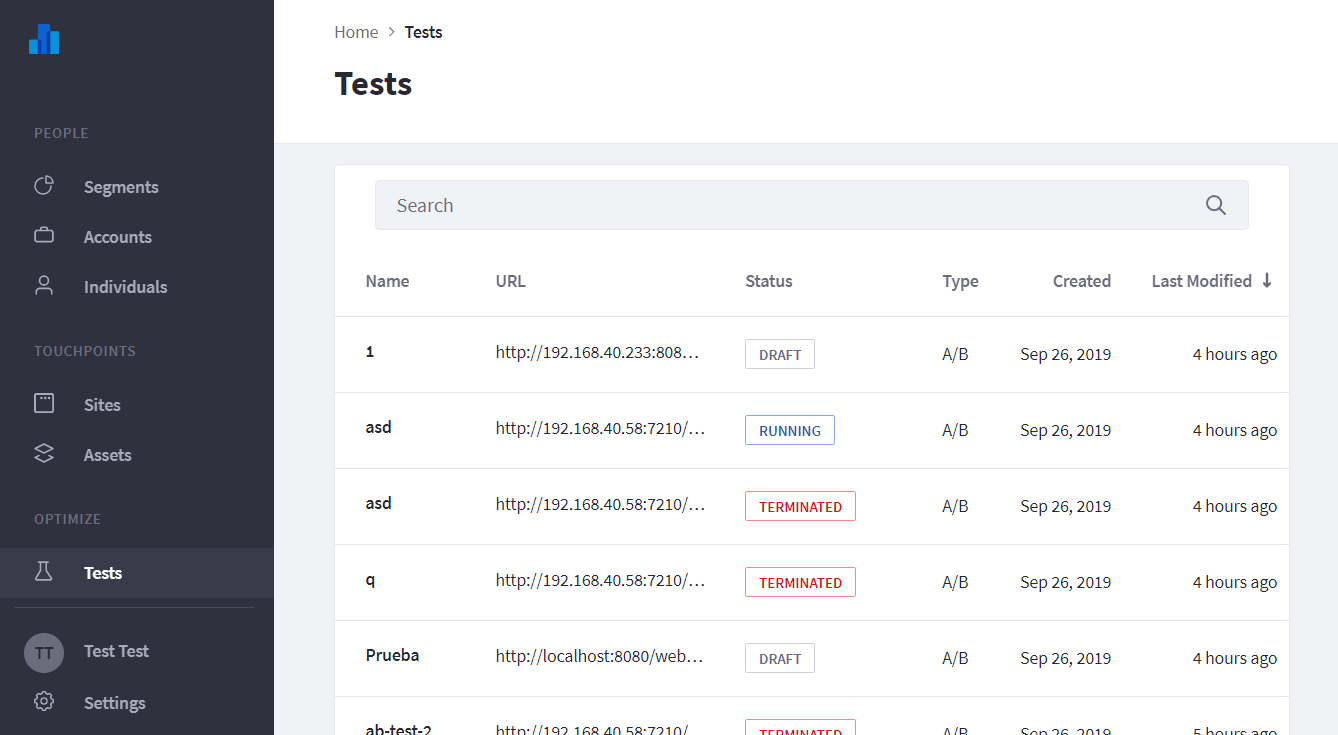 Home > Tests
Tests
PEOPLE
Segments
Accounts
Individuals
TOUCHPOINTS
Sites
Assets
OPTIMIZE
Tests
TT Test Test
Settings
Search
Name URL Status Type Created Last Modified ↓
1 http://192.168.40.233:808… DRAFT A/B Sep 26, 2019 4 hours ago
asd http://192.168.40.58:7210/… RUNNING A/B Sep 26, 2019 4 hours ago
asd http://192.168.40.58:7210/… TERMINATED A/B Sep 26, 2019 4 hours ago
q http://192.168.40.58:7210/… TERMINATED A/B Sep 26, 2019 4 hours ago
Prueba http://localhost:8080/web… DRAFT A/B Sep 26, 2019 4 hours ago
ab-test-2 http://192.168.40.58:7210/ TERMINATED A/B Sep 26, 2019 5 hours ago